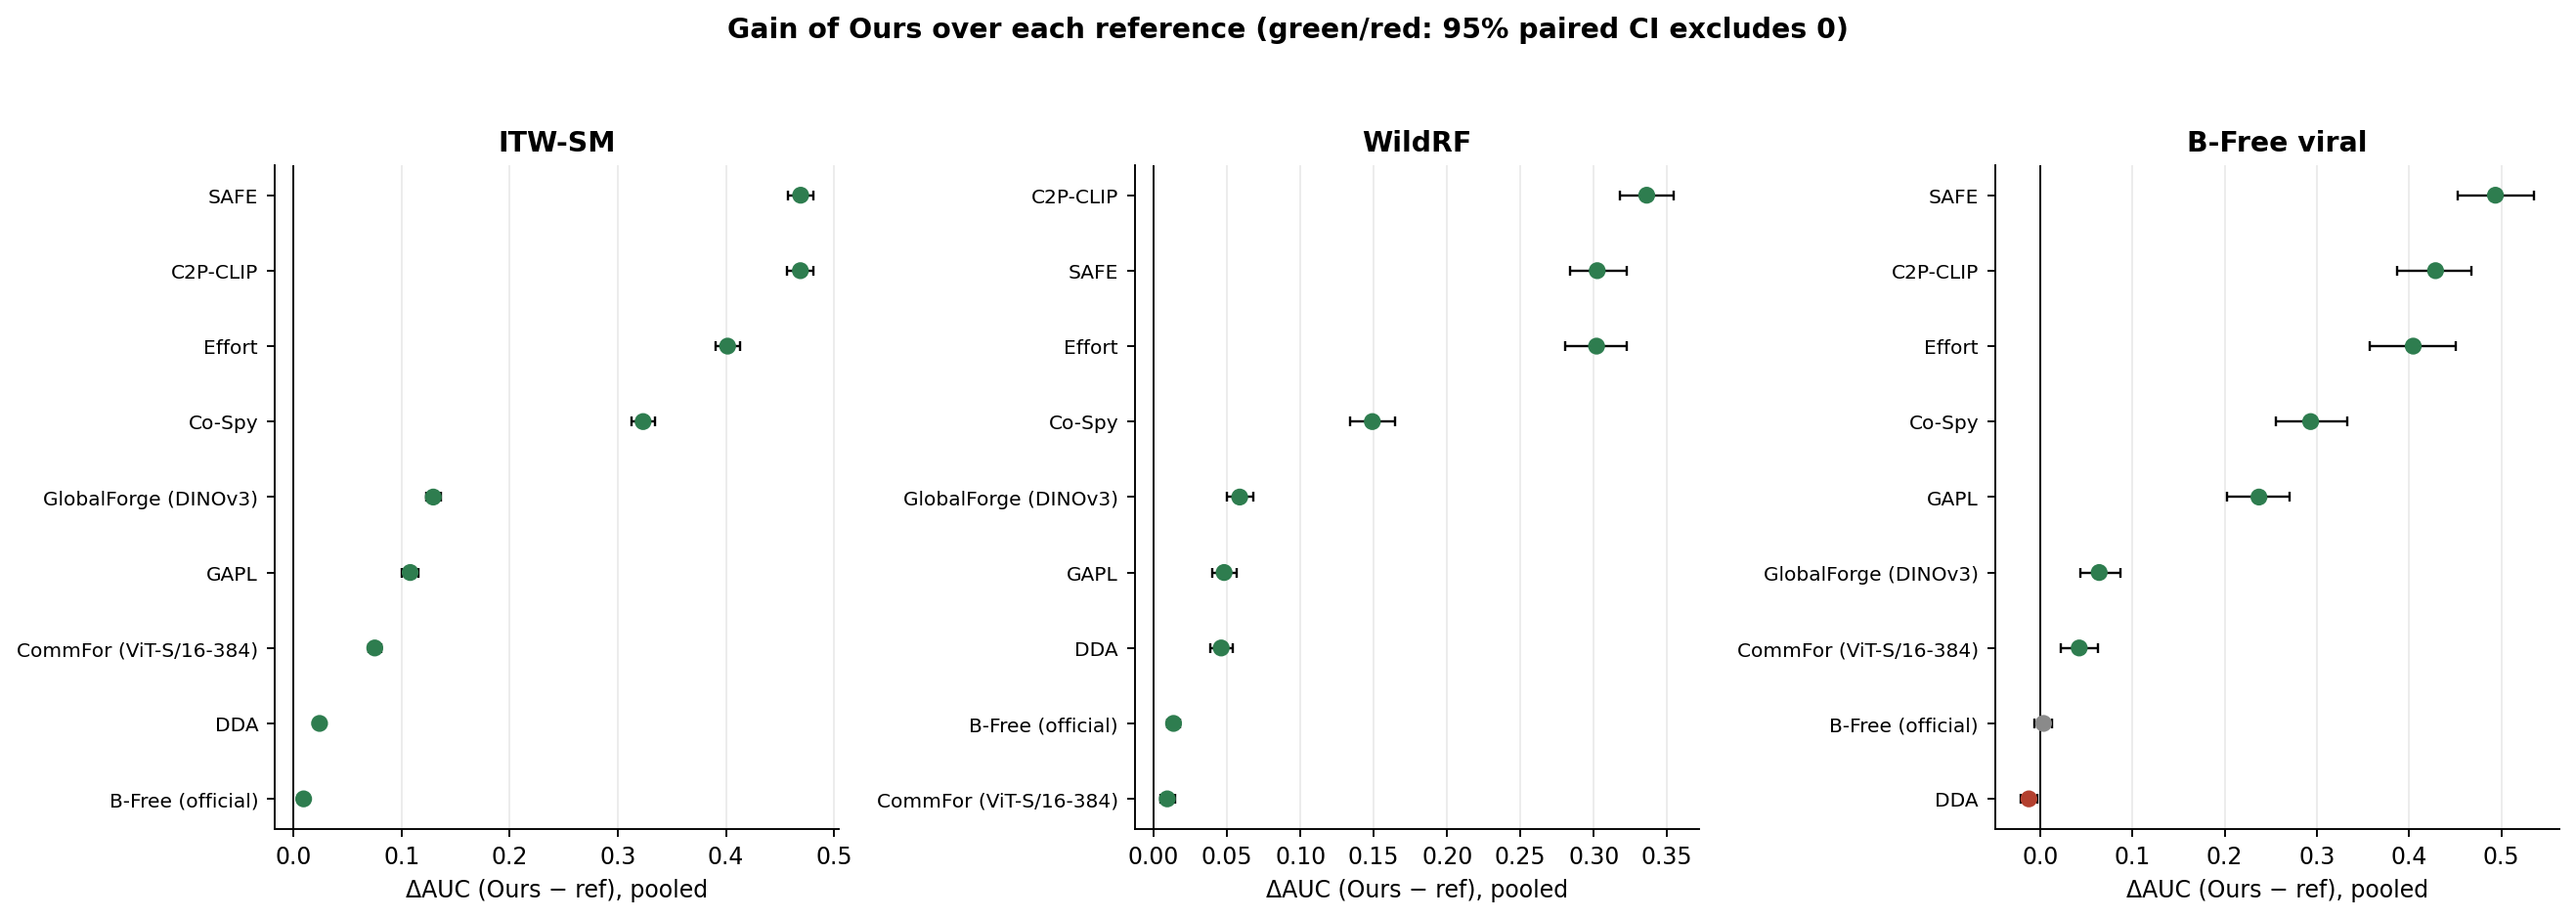 Gain of Ours over each reference (green/red: 95% paired CI excludes 0)
ITW-SM
SAFE
C2P-CLIP
Effort
Co-Spy
GlobalForge (DINOv3)
GAPL
CommFor (ViT-S/16-384)
DDA
B-Free (official)
0.0 0.1 0.2 0.3 0.4 0.5
ΔAUC (Ours − ref), pooled
WildRF
C2P-CLIP
SAFE
Effort
Co-Spy
GlobalForge (DINOv3)
GAPL
DDA
B-Free (official)
CommFor (ViT-S/16-384)
0.00 0.05 0.10 0.15 0.20 0.25 0.30 0.35
ΔAUC (Ours − ref), pooled
B-Free viral
SAFE
C2P-CLIP
Effort
Co-Spy
GAPL
GlobalForge (DINOv3)
CommFor (ViT-S/16-384)
B-Free (official)
DDA
0.0 0.1 0.2 0.3 0.4 0.5
ΔAUC (Ours − ref), pooled